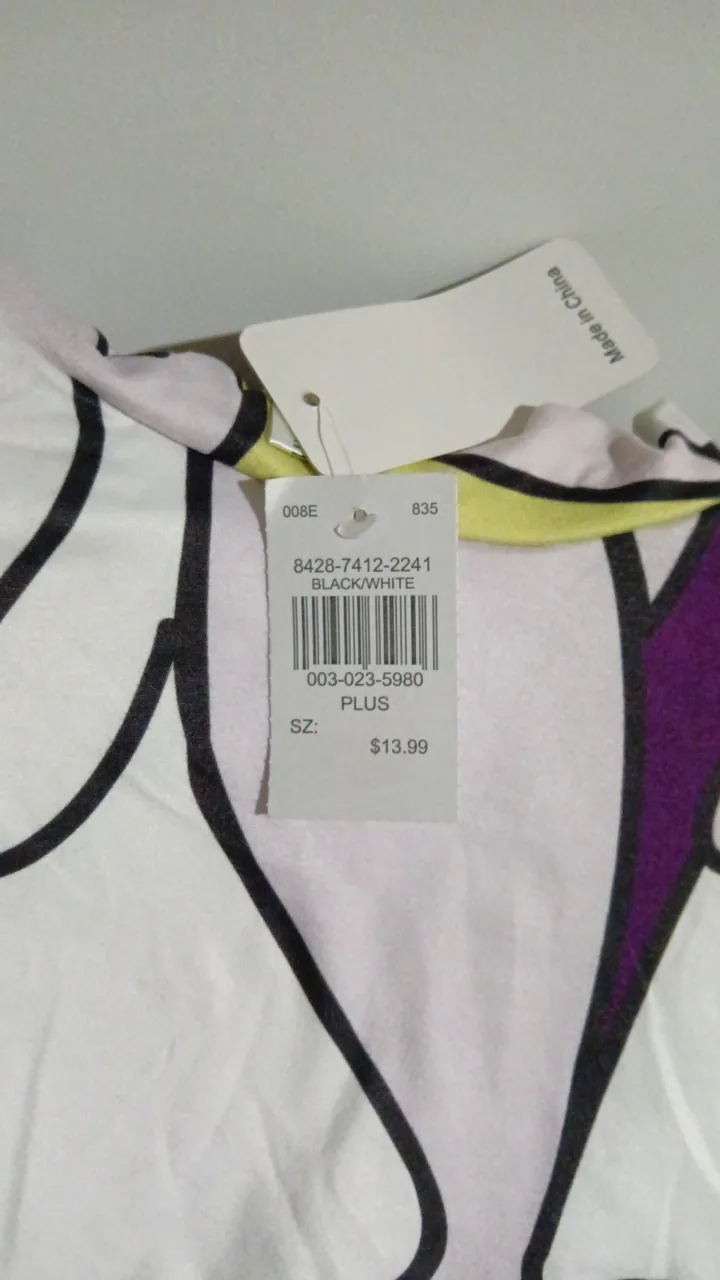 Made in China
008E 835
8428-7412-2241
BLACK/WHITE
003-023-5980
PLUS
SZ:
$13.99